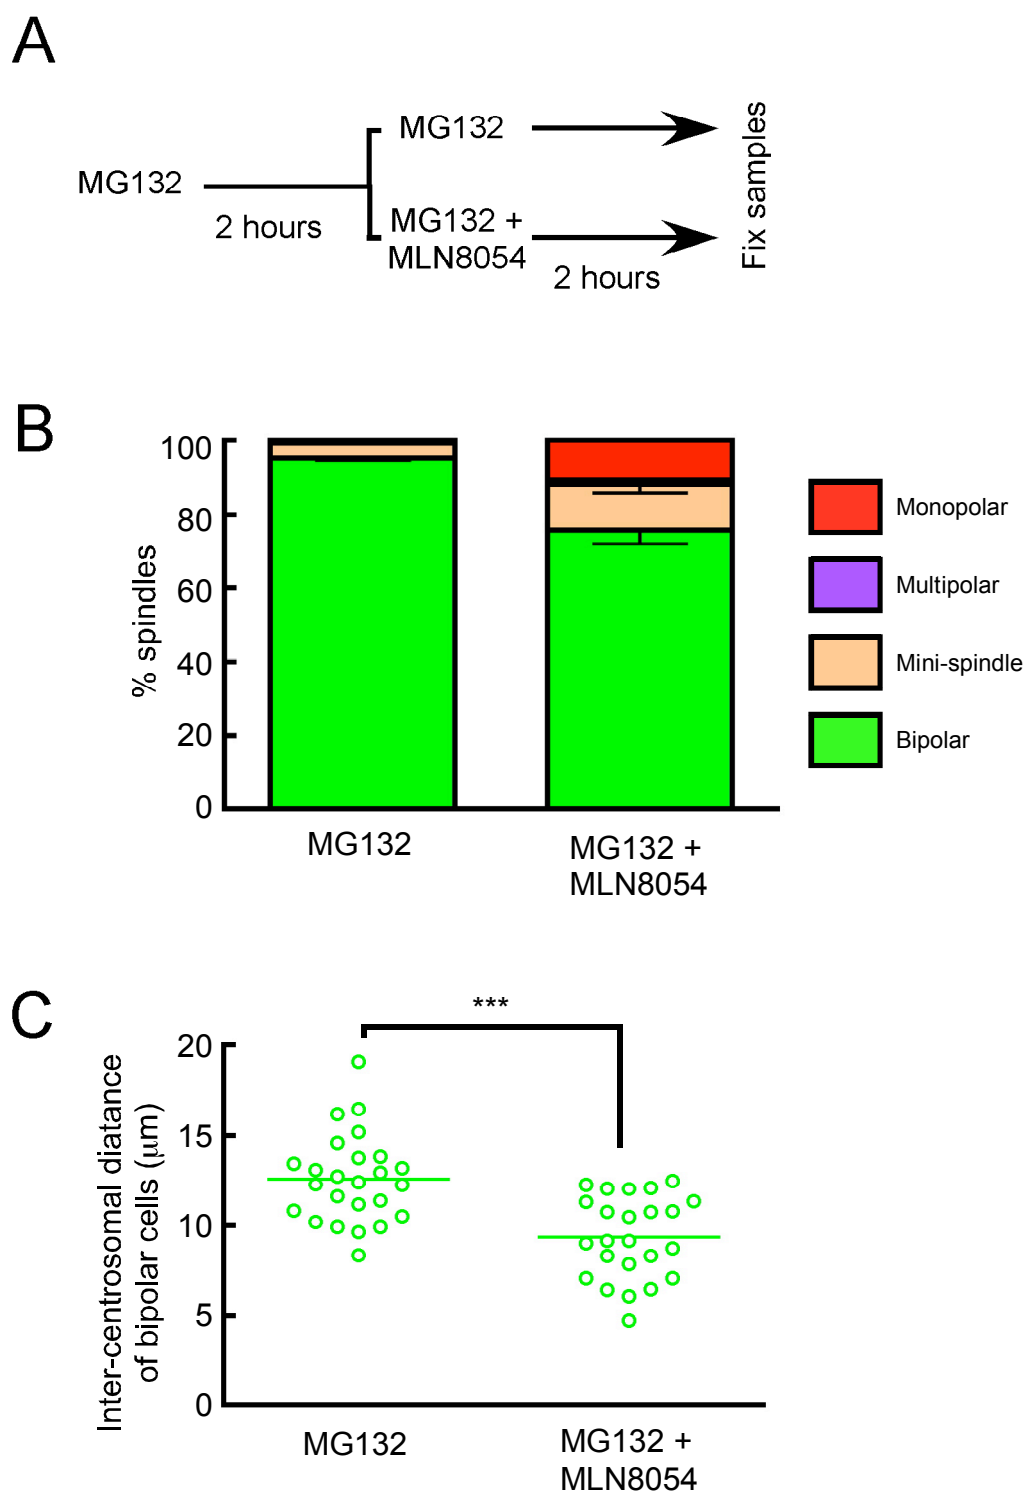 A
MG132
2 hours
MG132
MG132 +
MLN8054
2 hours
Fix samples
B
% spindles
100
80
60
40
20
0
MG132
MG132 +
MLN8054
Monopolar
Multipolar
Mini-spindle
Bipolar
C
***
Inter-centrosomal diatance
of bipolar cells (μm)
20
15
10
5
0
MG132
MG132 +
MLN8054